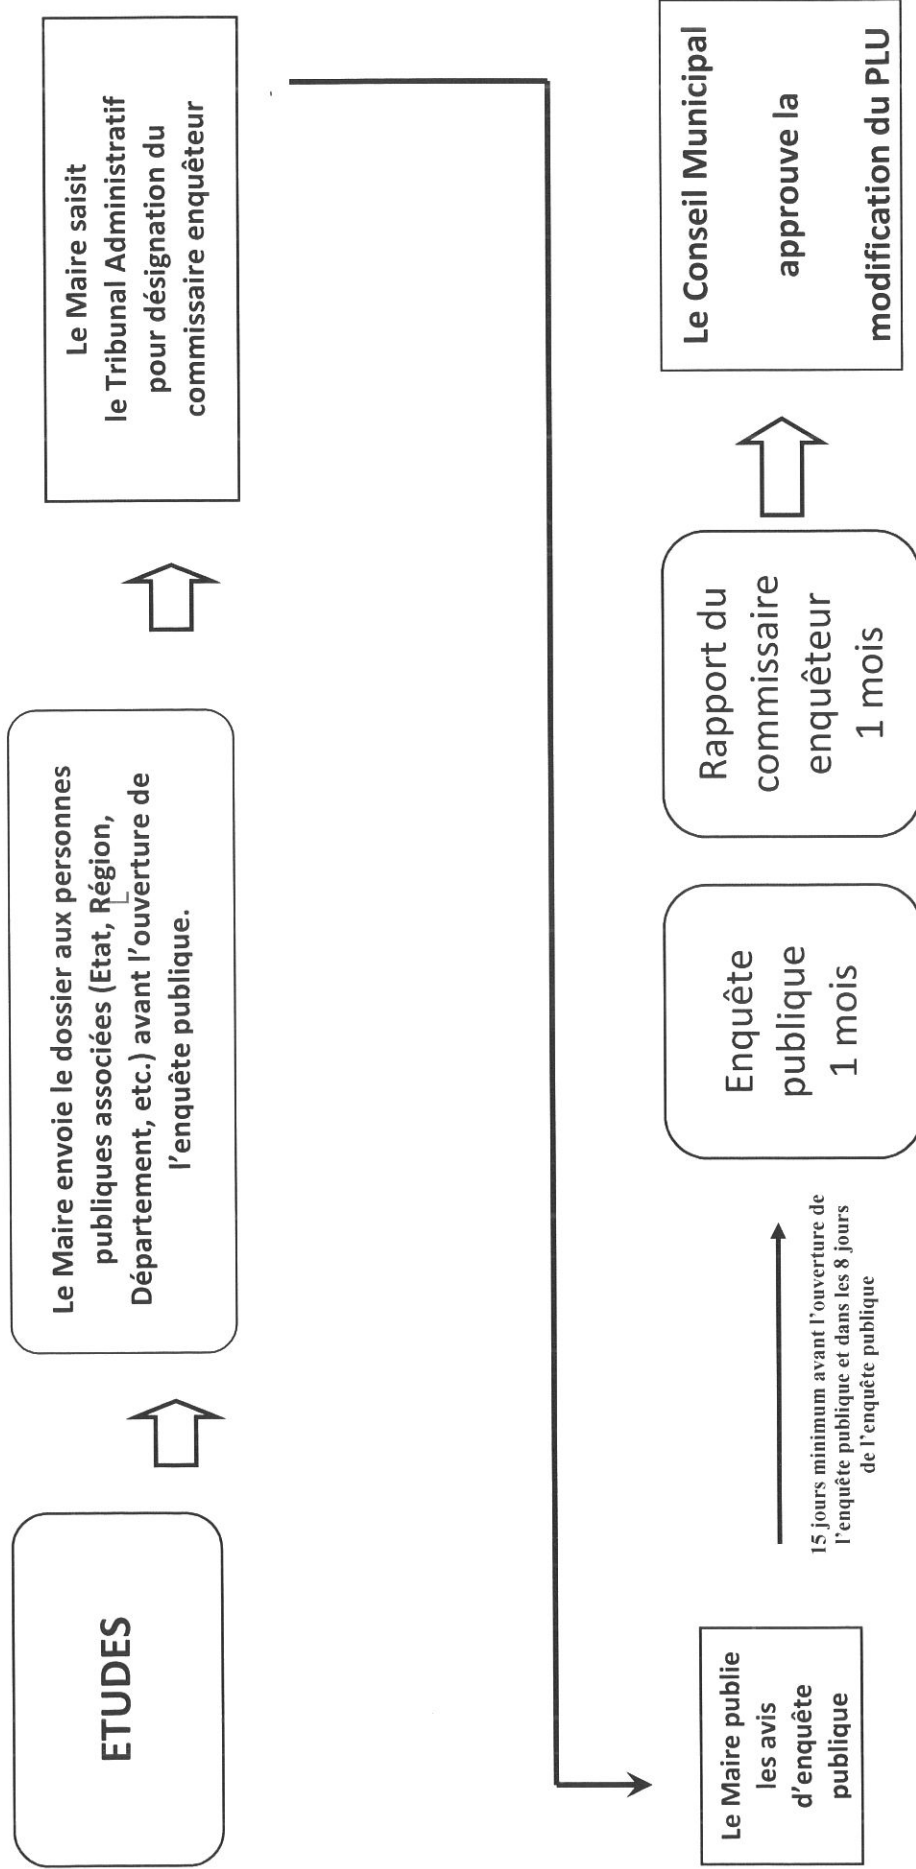 ETUDES
Le Maire envoie le dossier aux personnes
publiques associées (Etat, Région,
Département, etc.) avant l'ouverture de
l'enquête publique.
Le Maire saisit
le Tribunal Administratif
pour désignation du
commissaire enquêteur
Le Maire publie
les avis
d'enquête
publique
15 jours minimum avant l'ouverture de
l'enquête publique et dans les 8 jours
de l'enquête publique
Enquête
publique
1 mois
Rapport du
commissaire
enquêteur
1 mois
Le Conseil Municipal
approuve la
modification du PLU